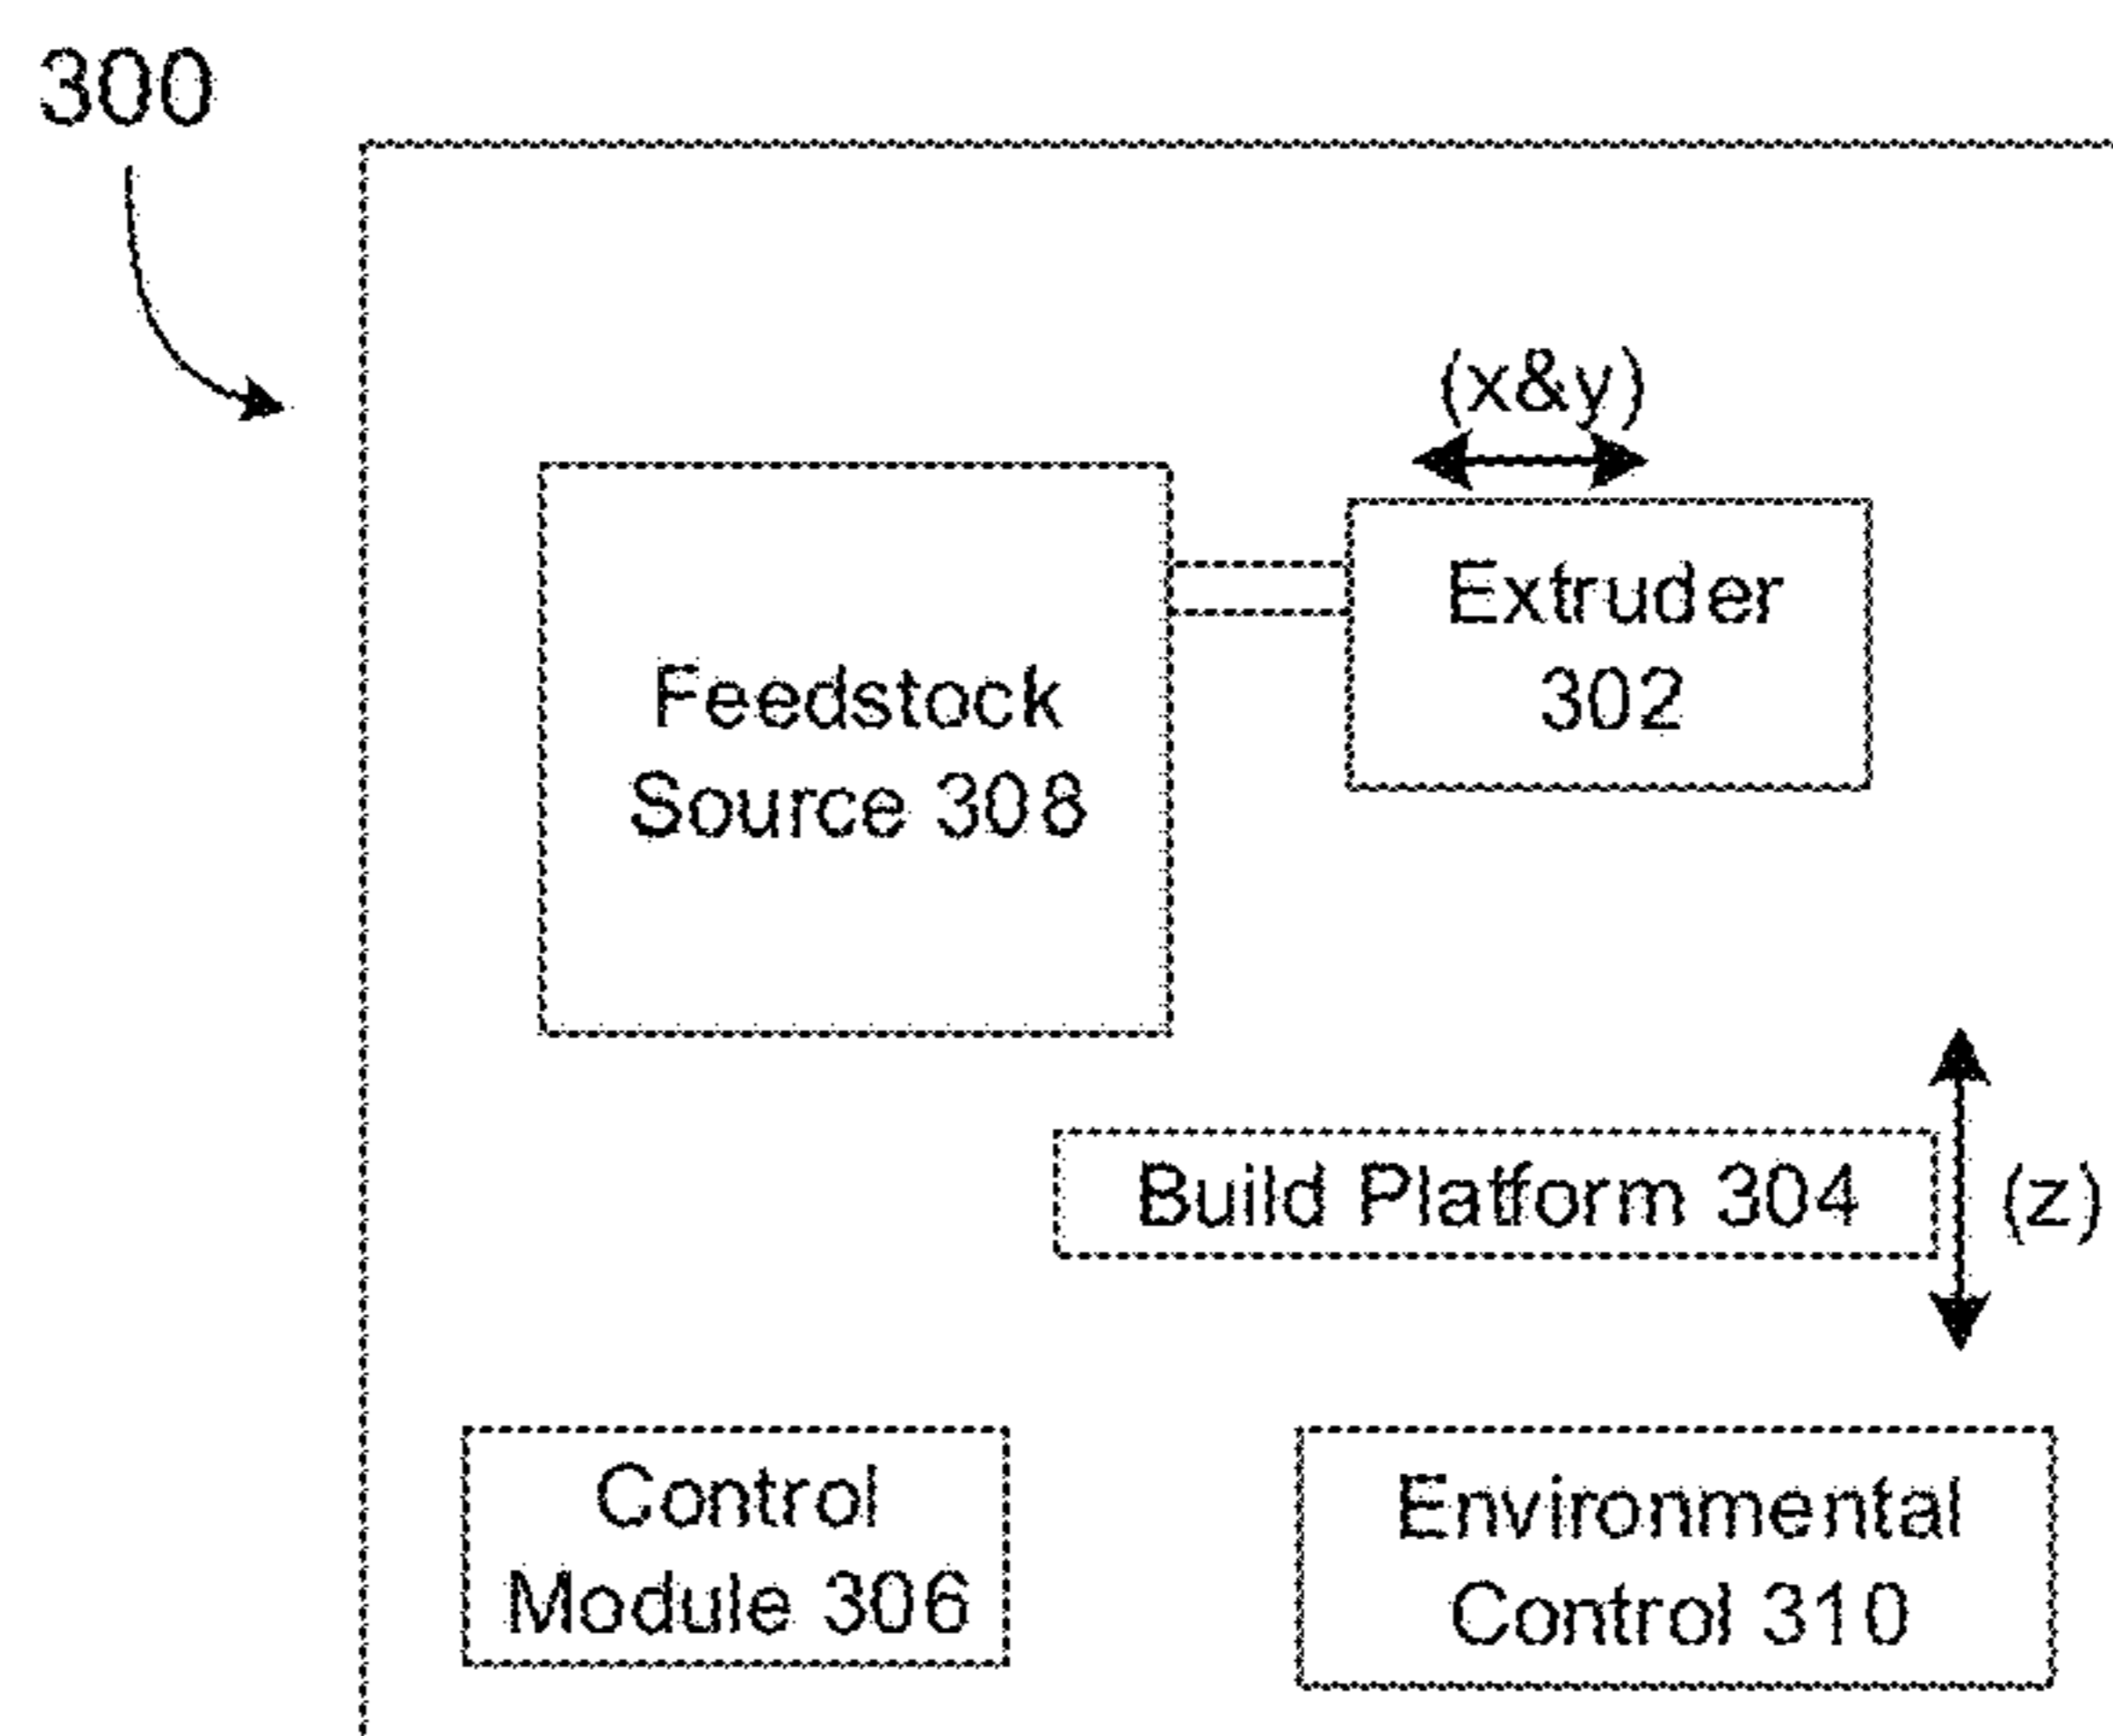 300
(x&y)
Extruder
302
Feedstock
Source 308
Build Platform 304
(z)
Control
Module 306
Environmental
Control 310